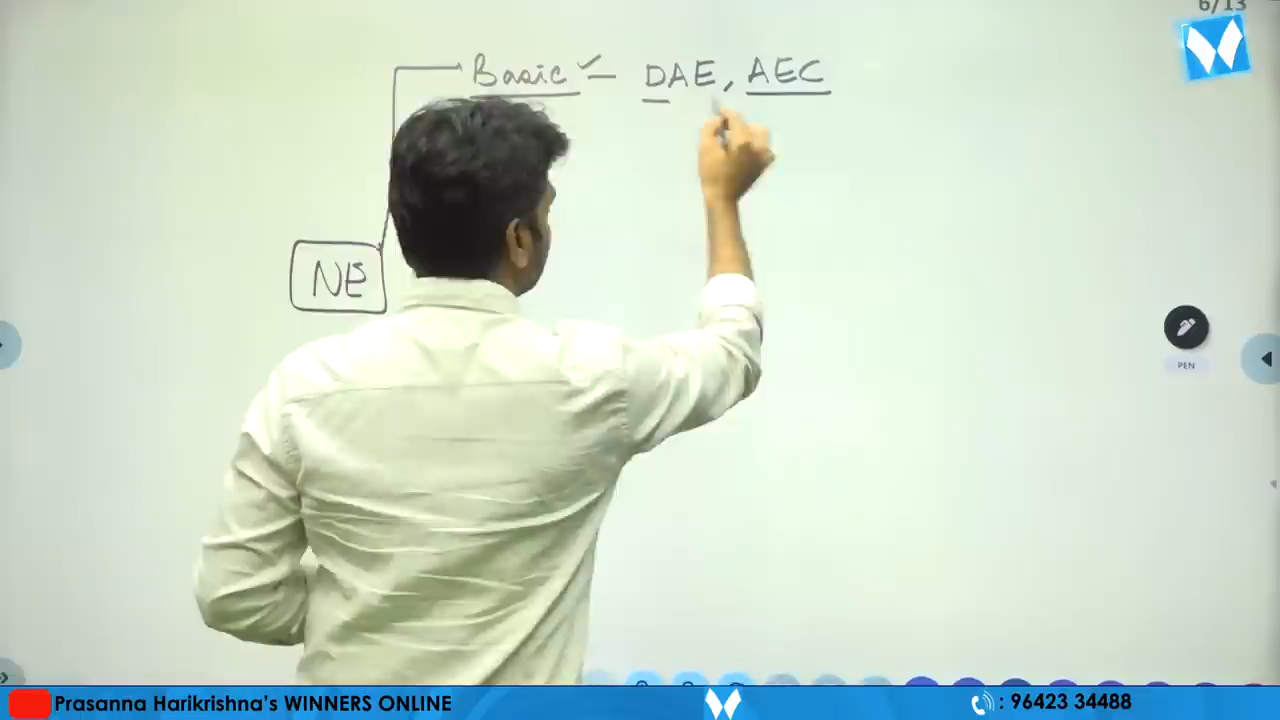 6/13
Basic ✓ — DAE, AEC
NE
PEN
Prasanna Harikrishna's WINNERS ONLINE
: 96423 34488